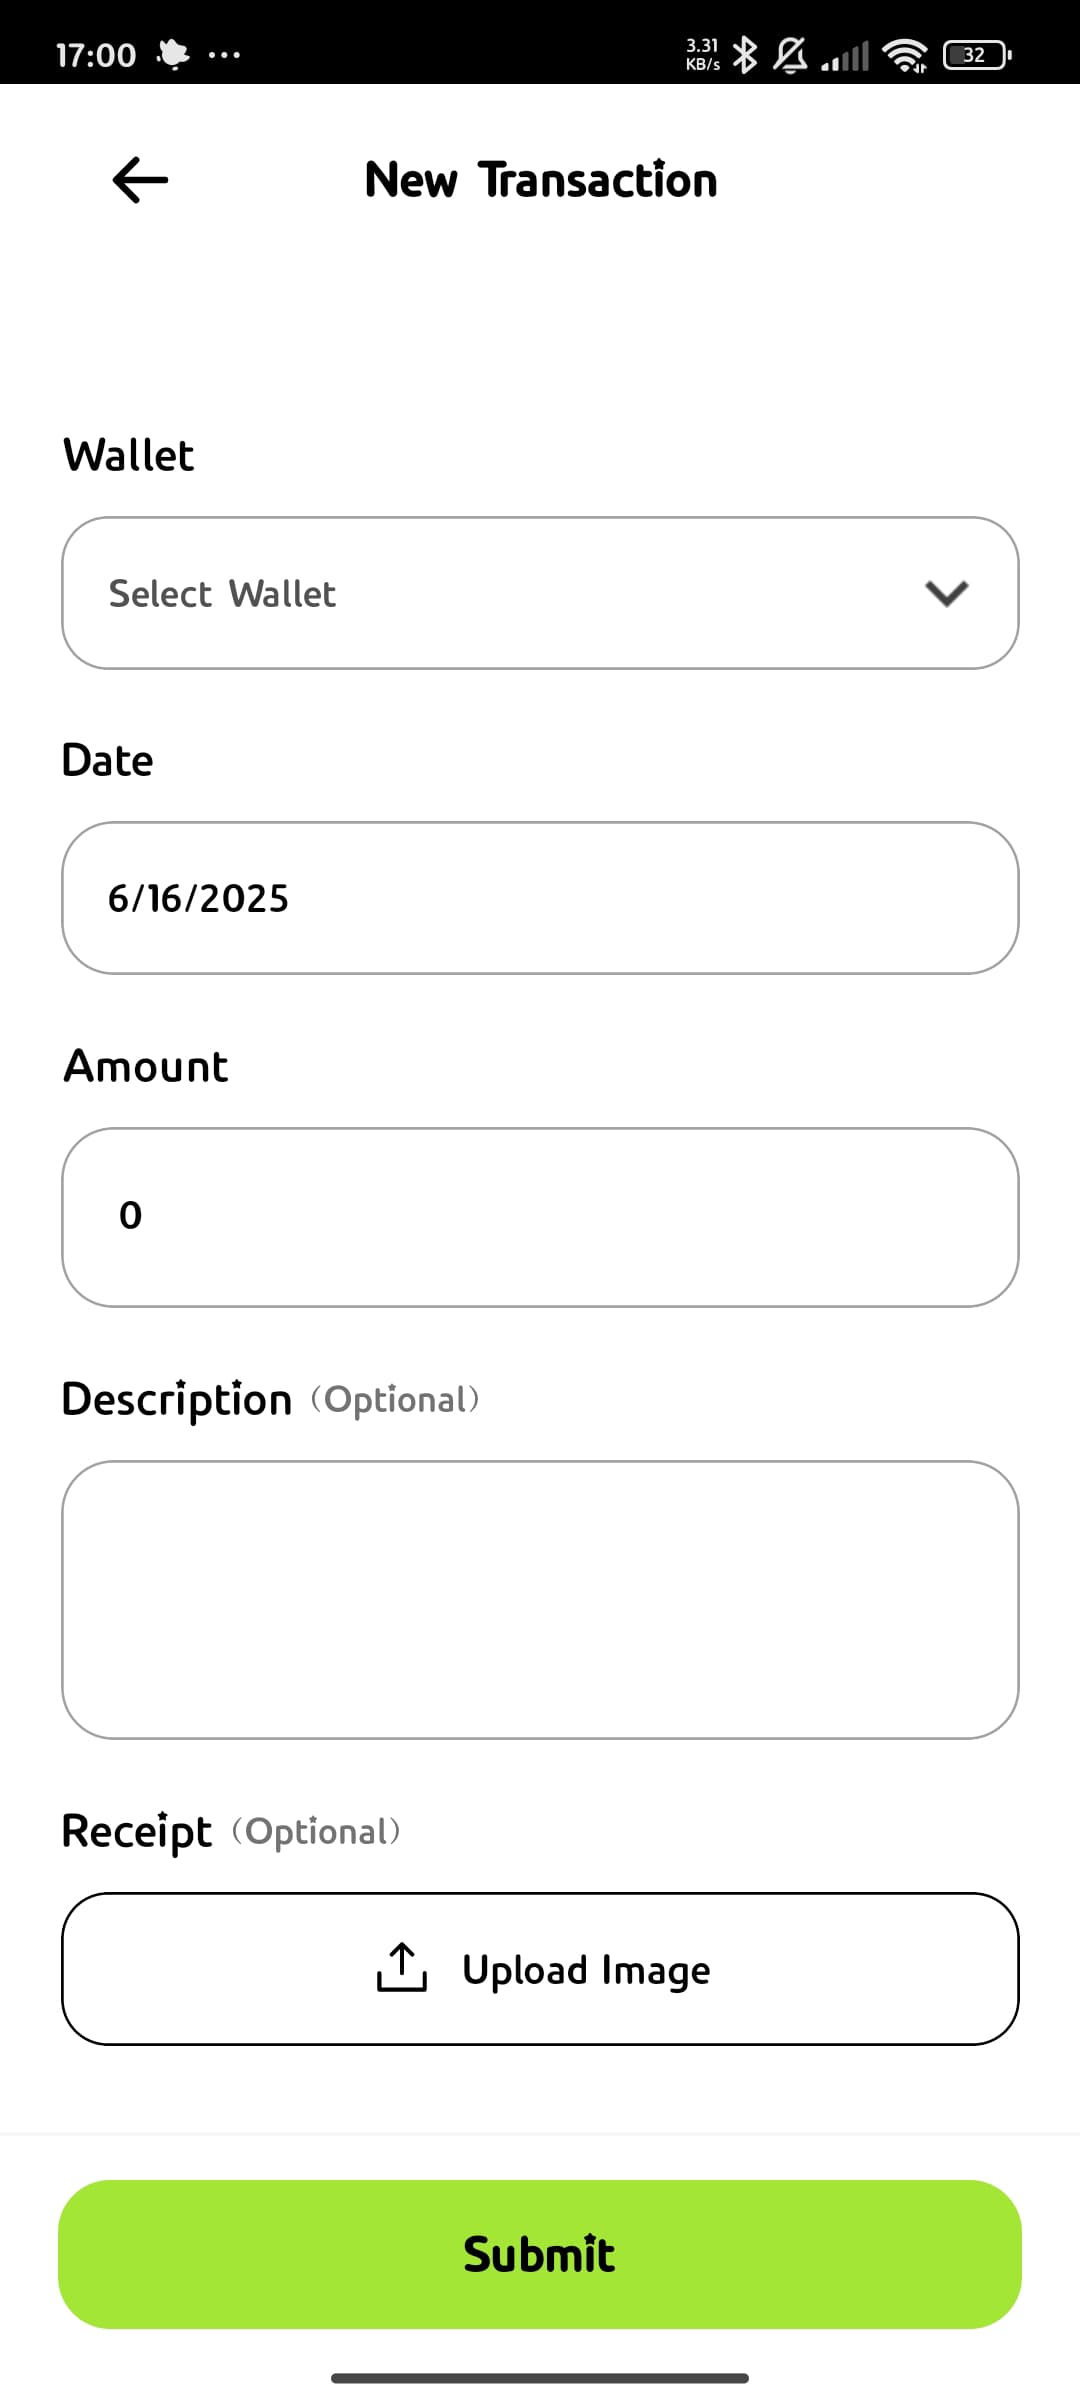 17:00 ... 3.31 KB/s 32
New Transaction
Wallet
Select Wallet
Date
6/16/2025
Amount
0
Description (Optional)
Receipt (Optional)
Upload Image
Submit